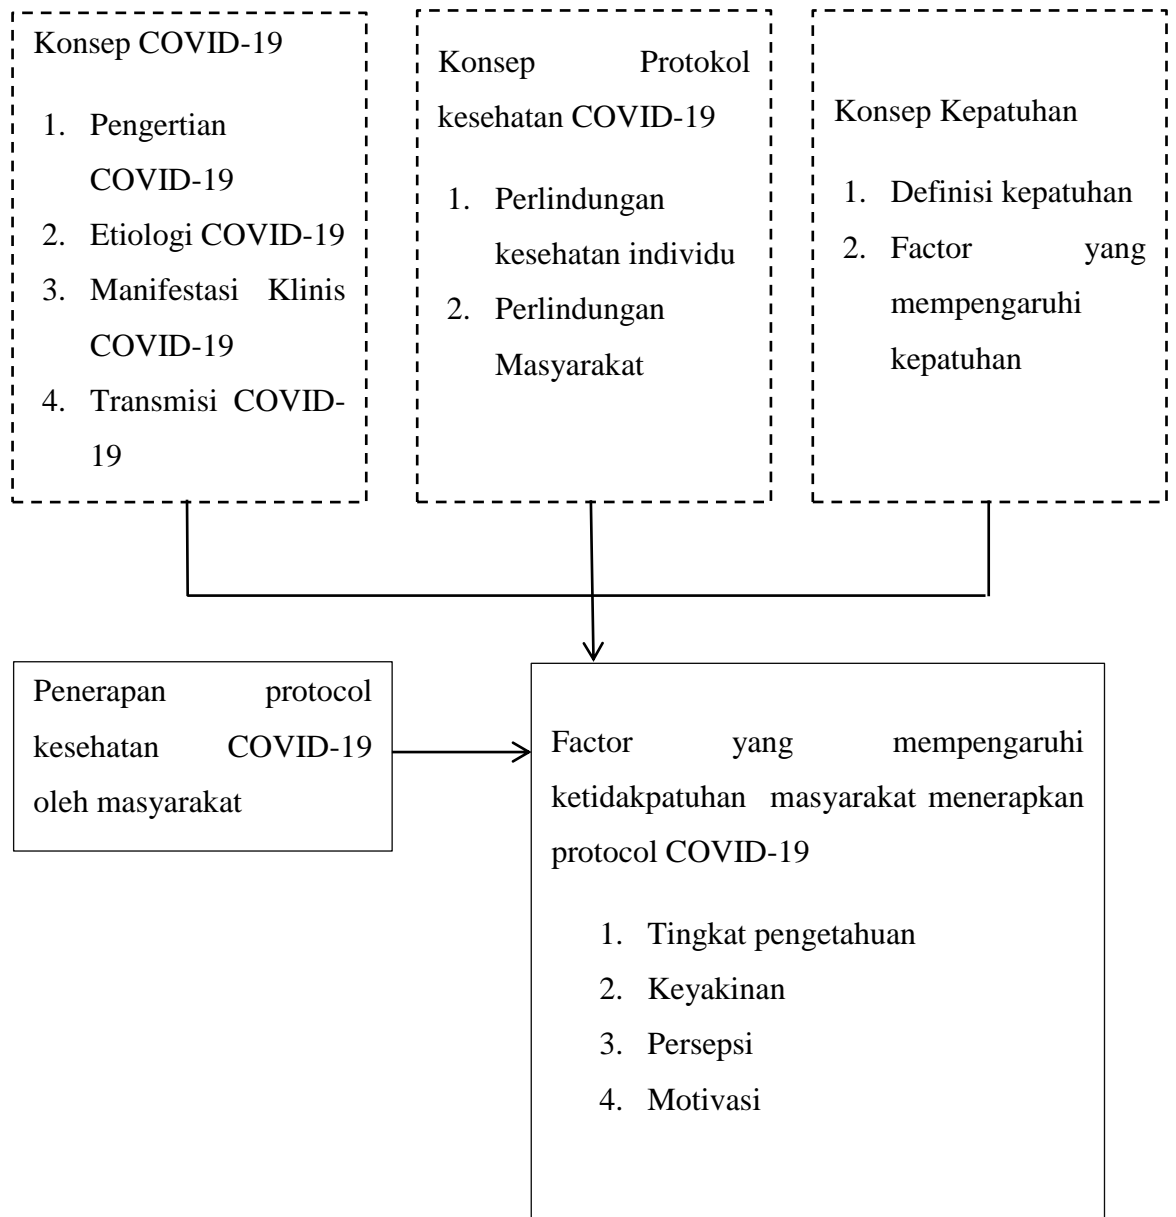 Konsep COVID-19
1. Pengertian
COVID-19
2. Etiologi COVID-19
3. Manifestasi Klinis
COVID-19
4. Transmisi COVID-
19
Konsep Protokol
kesehatan COVID-19
1. Perlindungan
kesehatan individu
2. Perlindungan
Masyarakat
Konsep Kepatuhan
1. Definisi kepatuhan
2. Factor yang
mempengaruhi
kepatuhan
Penerapan protocol
kesehatan COVID-19
oleh masyarakat
Factor yang mempengaruhi
ketidakpatuhan masyarakat menerapkan
protocol COVID-19
1. Tingkat pengetahuan
2. Keyakinan
3. Persepsi
4. Motivasi